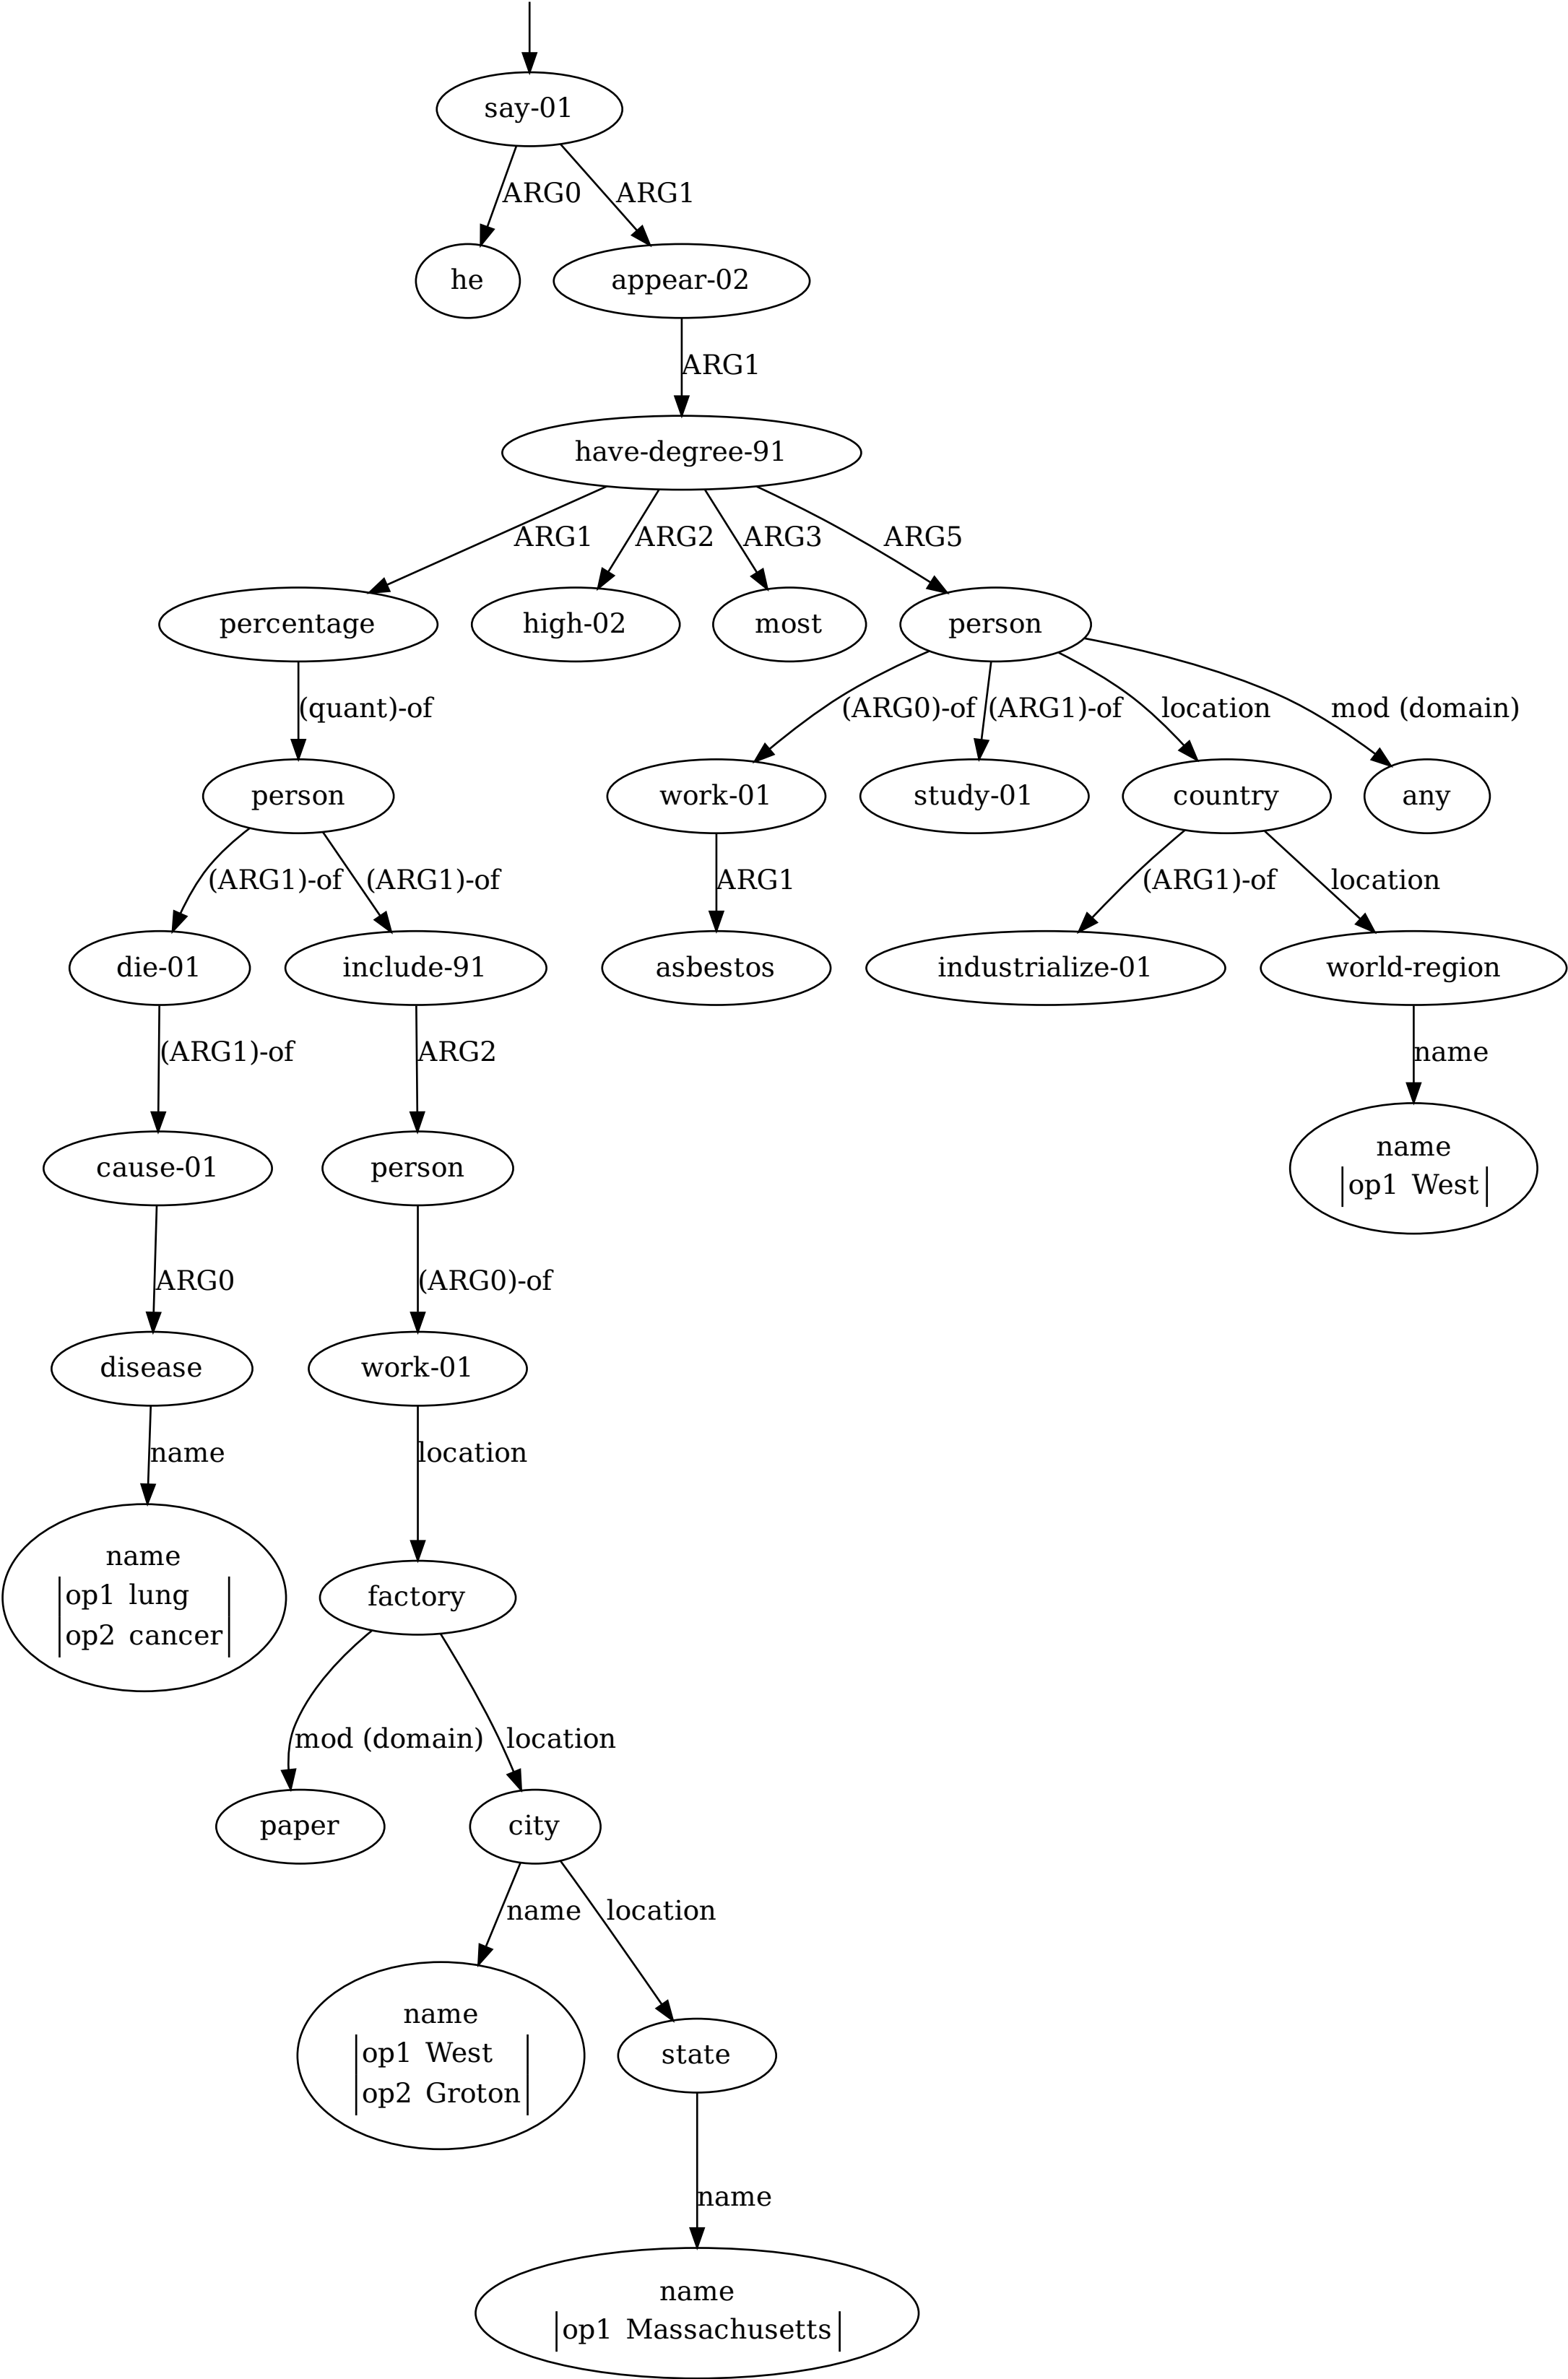 say-01
ARG0
ARG1
he
appear-02
ARG1
have-degree-91
ARG1
ARG2
ARG3
ARG5
percentage
high-02
most
person
(quant)-of
(ARG0)-of
(ARG1)-of
location
mod (domain)
person
work-01
study-01
country
any
(ARG1)-of
(ARG1)-of
ARG1
(ARG1)-of
location
die-01
include-91
asbestos
industrialize-01
world-region
(ARG1)-of
ARG2
name
cause-01
person
name
op1 West
ARG0
(ARG0)-of
disease
work-01
name
location
name
op1 lung
op2 cancer
factory
mod (domain)
location
paper
city
name
location
name
op1 West
op2 Groton
state
name
name
op1 Massachusetts